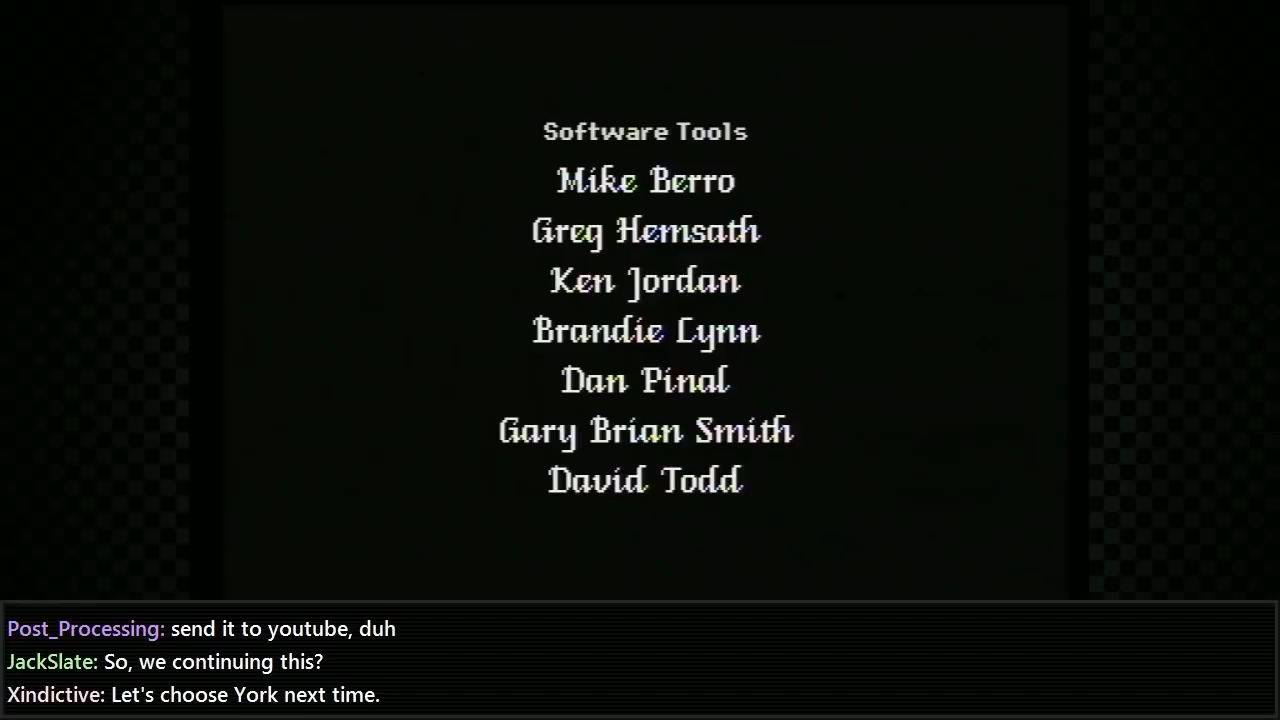 Software Tools
Mike Berro
Greg Hemsath
Ken Jordan
Brandie Lynn
Dan Pinal
Gary Brian Smith
David Todd
Post_Processing: send it to youtube, duh
JackSlate: So, we continuing this?
Xindictive: Let's choose York next time.